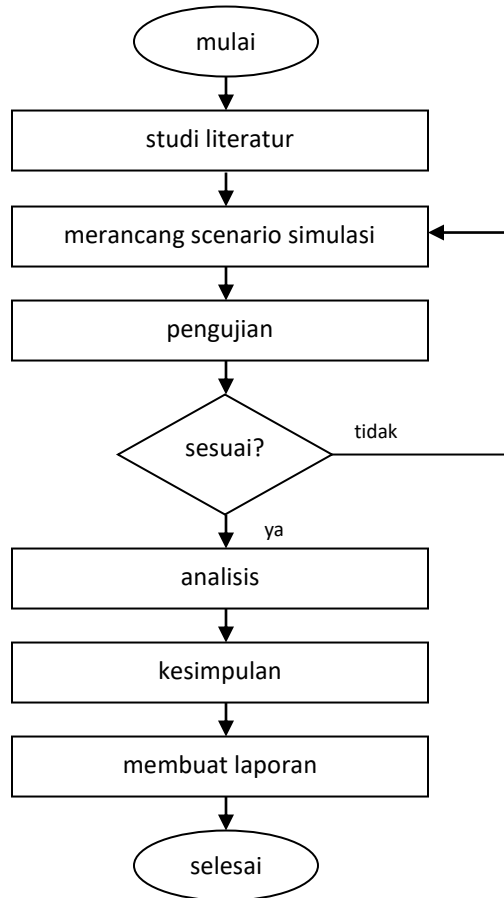 mulai
studi literatur
merancang scenario simulasi
pengujian
sesuai?
tidak
ya
analisis
kesimpulan
membuat laporan
selesai